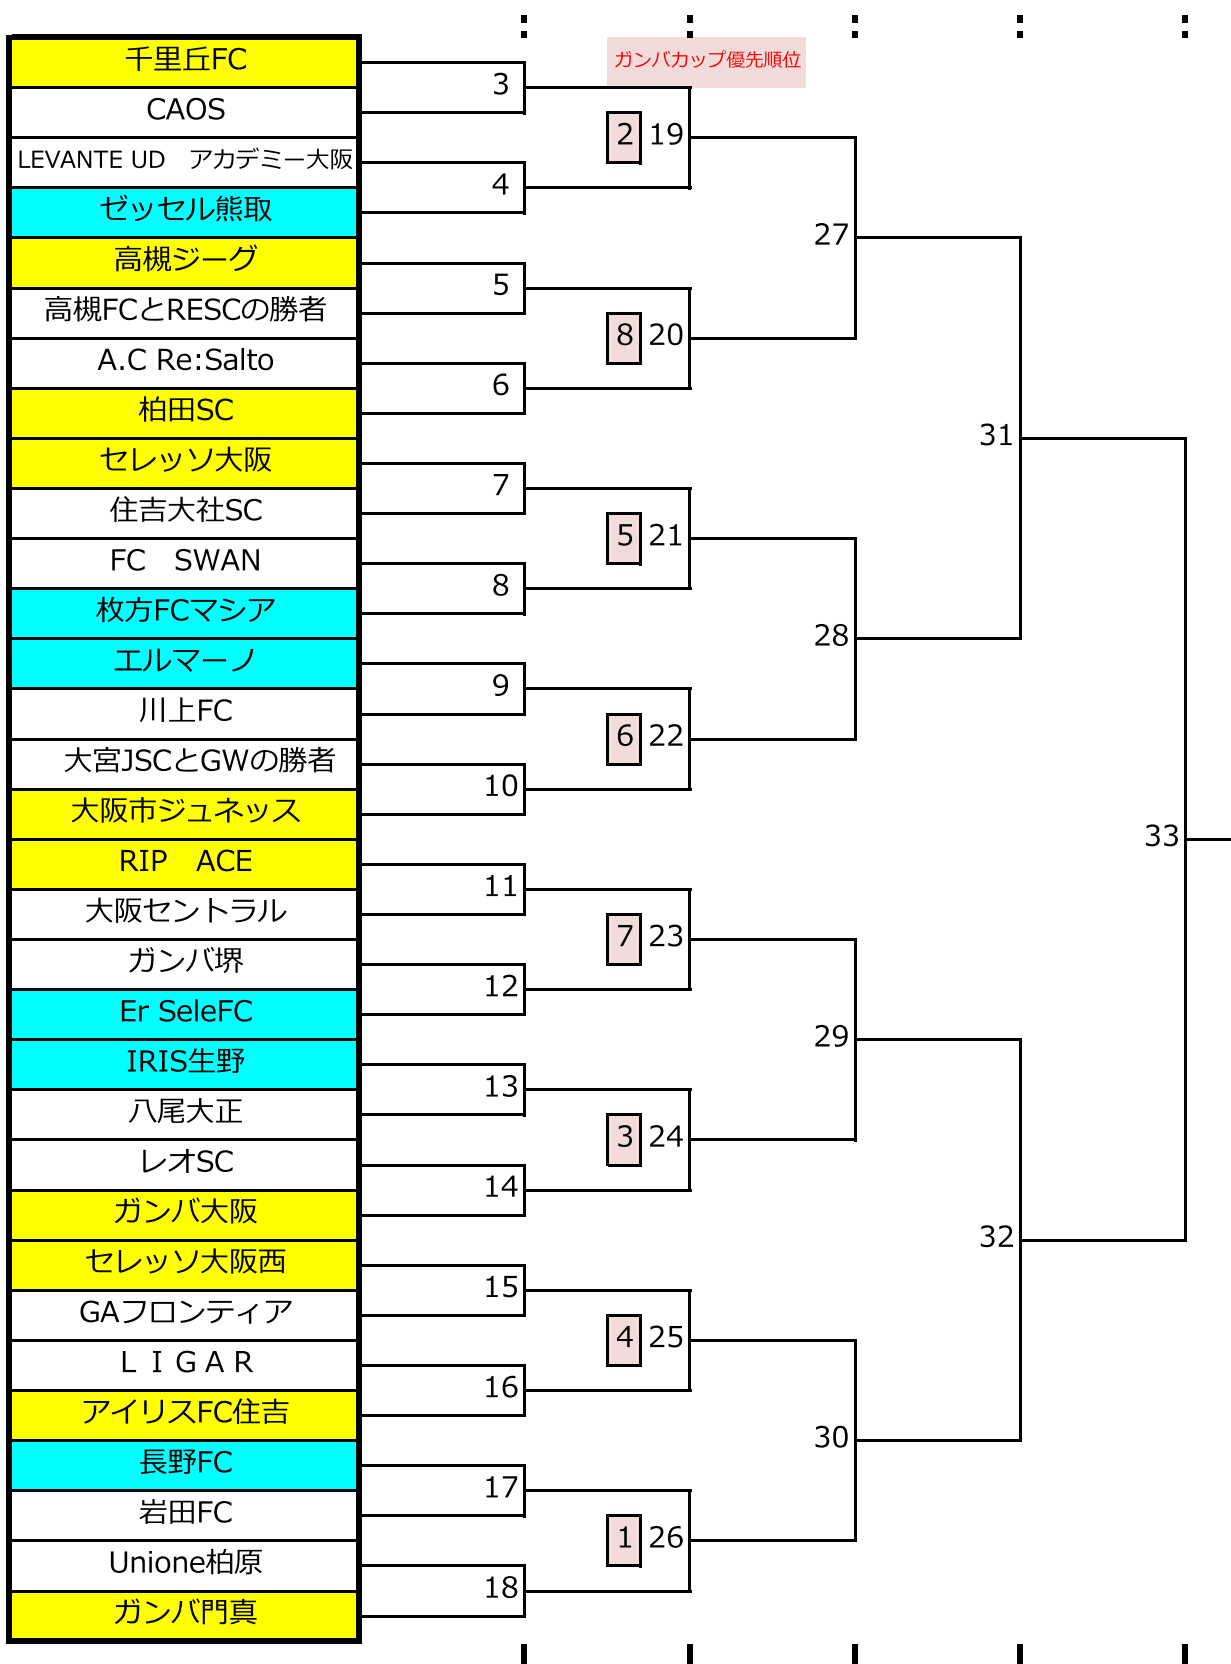 ガンバカップ優先順位
千里丘FC
3
CAOS
2 19
LEVANTE UD　アカデミー大阪
4
ゼッセル熊取
27
高槻ジーグ
5
高槻FCとRESCの勝者
8 20
A.C Re:Salto
6
柏田SC
31
セレッソ大阪
7
住吉大社SC
5 21
FC　SWAN
8
枚方FCマシア
28
エルマーノ
9
川上FC
6 22
大宮JSCとGWの勝者
10
大阪市ジュネッス
33
RIP　ACE
11
大阪セントラル
7 23
ガンバ堺
12
Er SeleFC
29
IRIS生野
13
八尾大正
3 24
レオSC
14
ガンバ大阪
32
セレッソ大阪西
15
GAフロンティア
4 25
ＬＩＧＡＲ
16
アイリスFC住吉
30
長野FC
17
岩田FC
1 26
Unione柏原
18
ガンバ門真